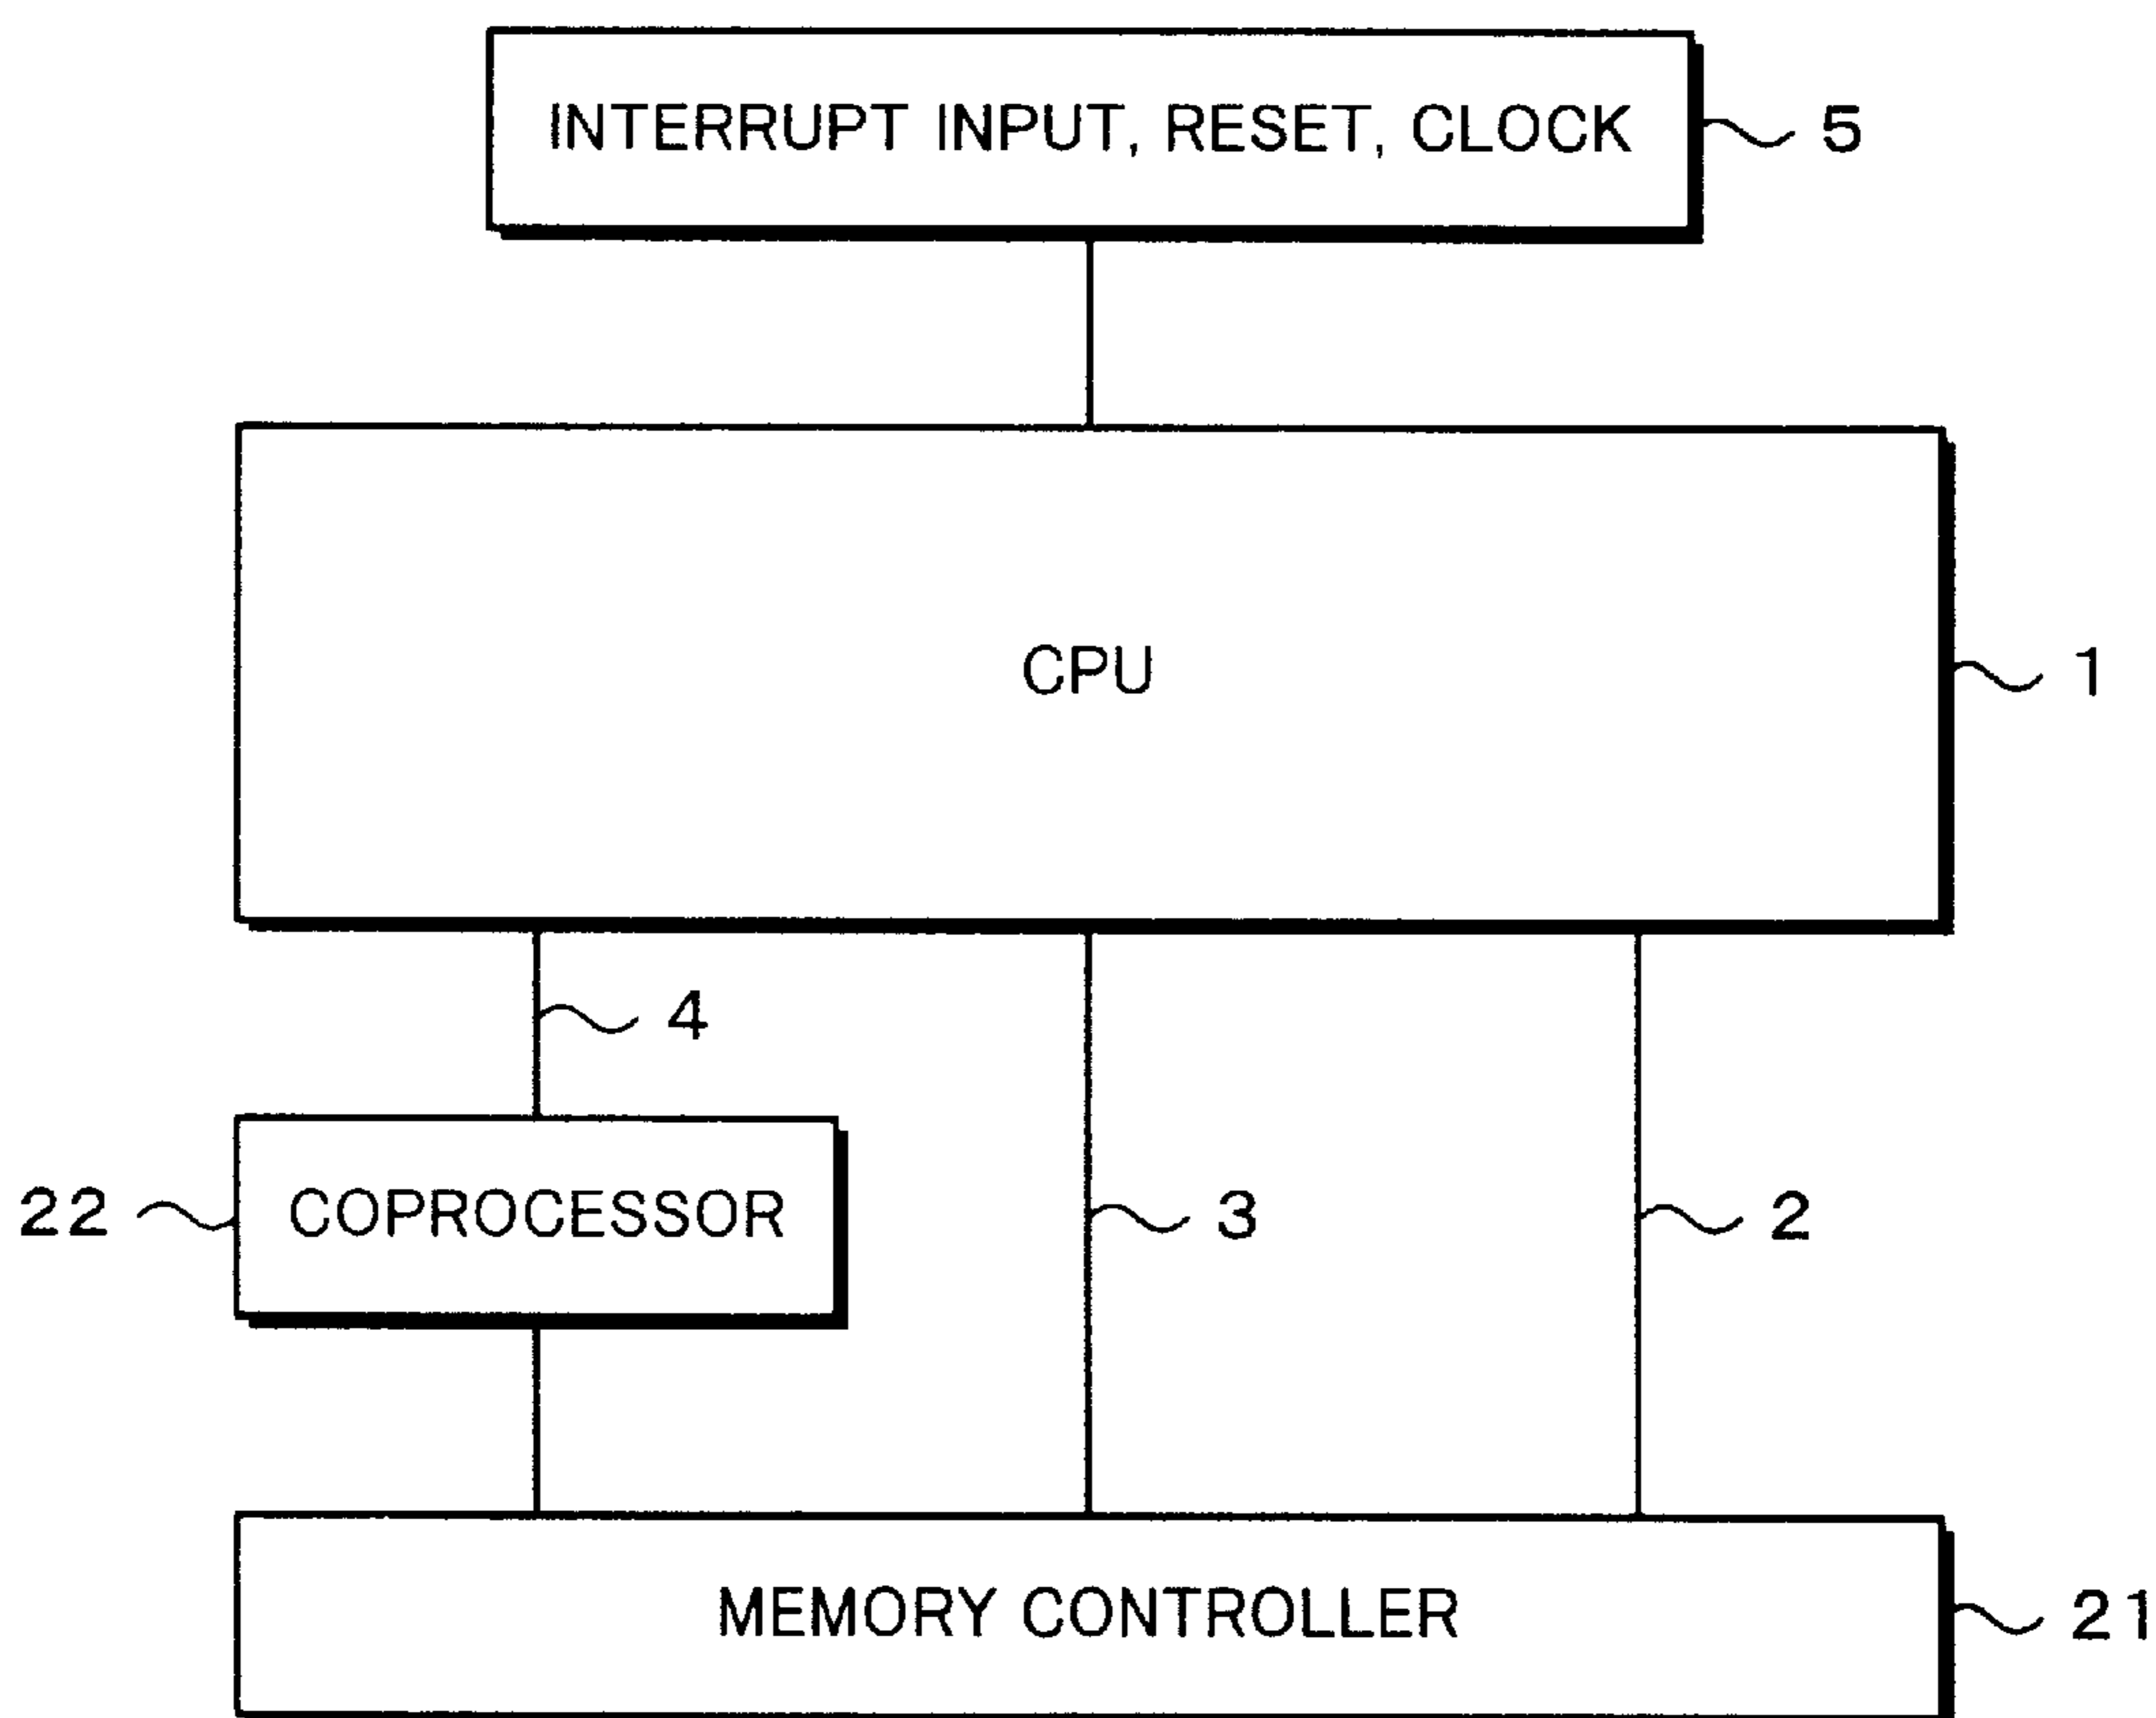 INTERRUPT INPUT, RESET, CLOCK
5
CPU
1
4
22
COPROCESSOR
3
2
MEMORY CONTROLLER
21